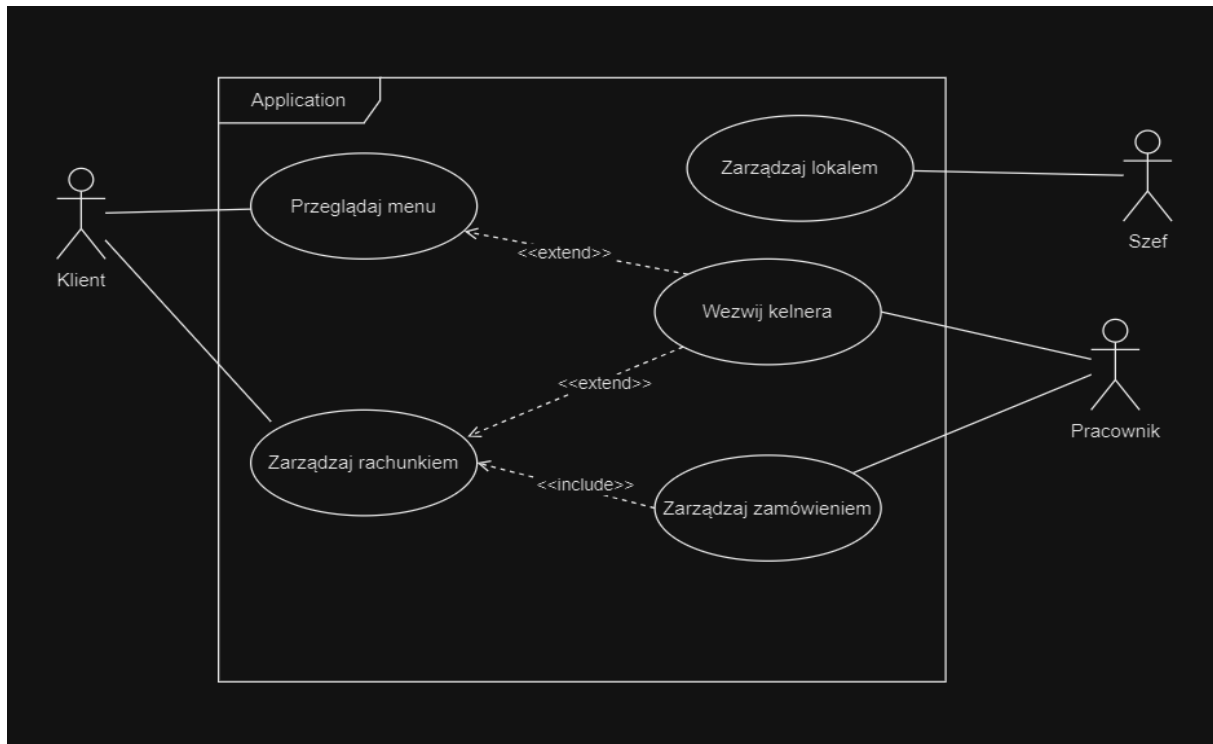 Application
Zarządzaj lokalem
Przeglądaj menu
Szef
<<extend>>
Klient
Wezwij kelnera
<<extend>>
Pracownik
Zarządzaj rachunkiem
<<include>>
Zarządzaj zamówieniem